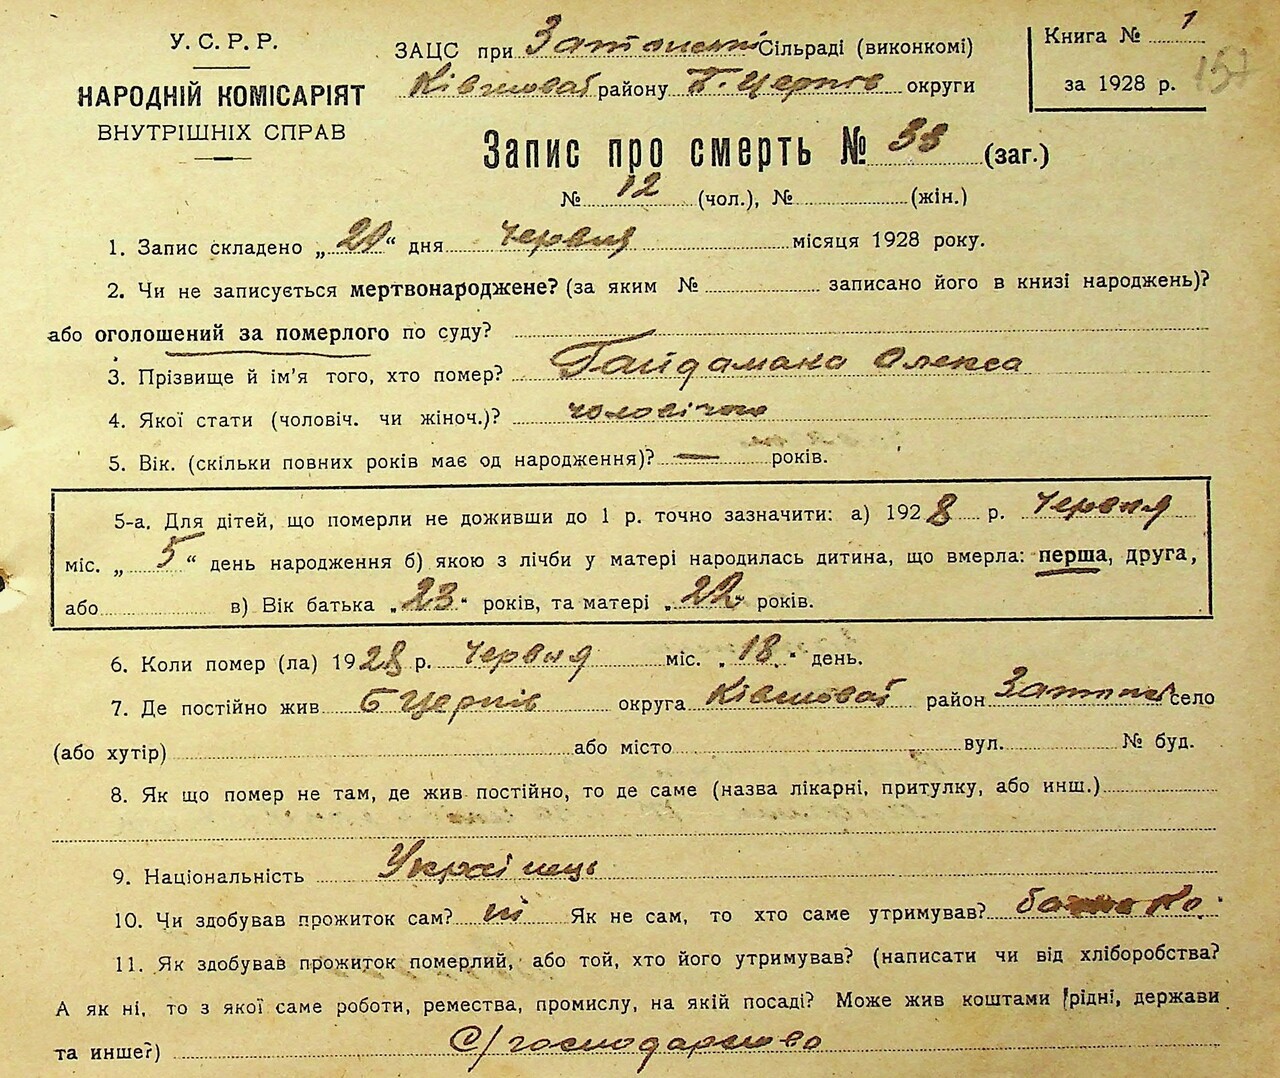 У.С.Р.Р.
НАРОДНІЙ КОМІСАРІЯТ
ВНУТРІШНІХ СПРАВ
ЗАЦС при Сільраді (виконкомі)
району Б. Церків округи
Книга № 1
за 1928 р. 157
Запис про смерть № 33 (заг.)
№ 12 (чол.), № (жін.)
1. Запис складено „ “ дня червня місяця 1928 року.
2. Чи не записується мертвонароджене? (за яким № записано його в книзі народжень)?
або оголошений за померлого по суду?
3. Прізвище й ім'я того, хто помер? Гайдамака Олекса
4. Якої стати (чоловіч. чи жіноч.)?
5. Вік. (скільки повних років має од народження)? — років.
5-а. Для дітей, що померли не доживши до 1 р. точно зазначити: а) 1928 р. червня
міс. „ 5 “ день народження б) якою з лічби у матері народилась дитина, що вмерла: перша, друга,
або в) Вік батька „23“ років, та матері „22“ років.
6. Коли помер (ла) 1928 р. червня міс. „18.“ день.
7. Де постійно жив Б Церків округа район село
(або хутір) або місто вул. № буд.
8. Як що помер не там, де жив постійно, то де саме (назва лікарні, притулку, або инш.)
9. Національність Українець
10. Чи здобував прожиток сам? ні Як не сам, то хто саме утримував?
11. Як здобував прожиток померлий, або той, хто його утримував? (написати чи від хліборобства?
А як ні, то з якої саме роботи, ремества, промислу, на якій посаді? Може жив коштами рідні, держави
та инше?) С/господарство